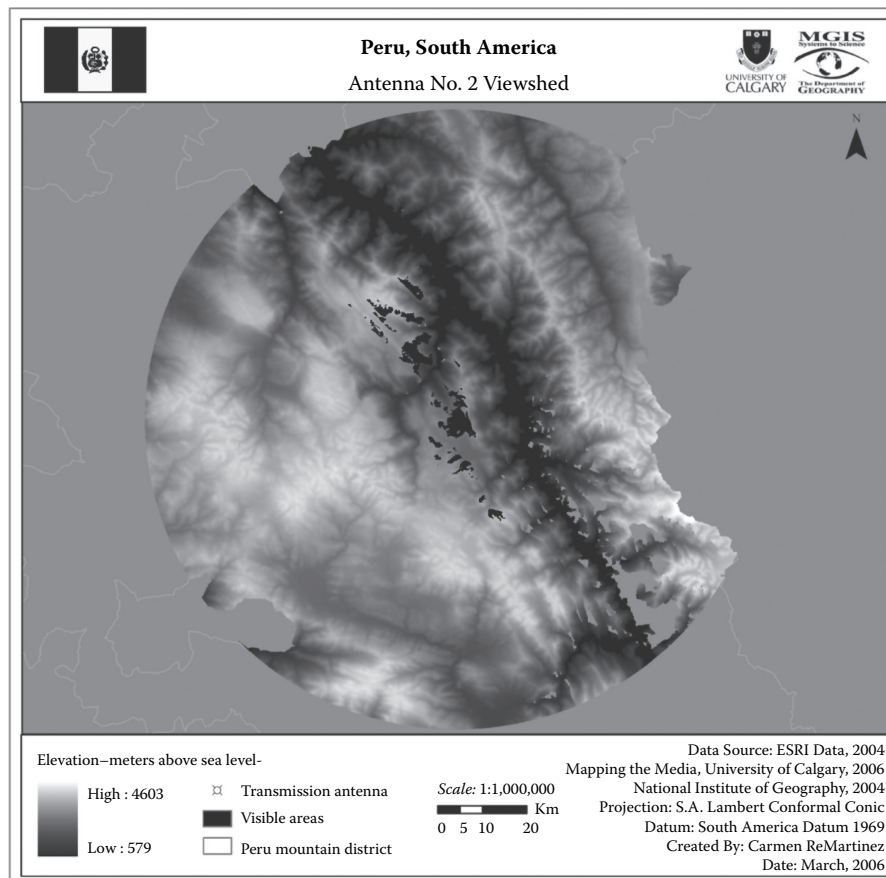 Peru, South America
Antenna No. 2 Viewshed
UNIVERSITY OF
CALGARY
MGIS
Systems to Science
The Department of
GEOGRAPHY
N
Elevation–meters above sea level-
High : 4603
Low : 579
Transmission antenna
Visible areas
Peru mountain district
Scale: 1:1,000,000
Km
0 5 10 20
Data Source: ESRI Data, 2004
Mapping the Media, University of Calgary, 2006
National Institute of Geography, 2004
Projection: S.A. Lambert Conformal Conic
Datum: South America Datum 1969
Created By: Carmen ReMartinez
Date: March, 2006